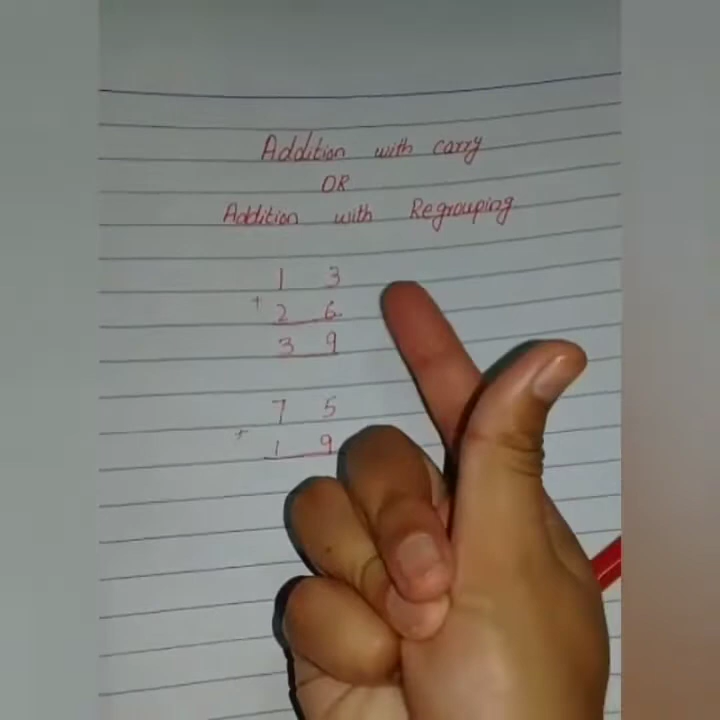 Addition with carry
OR
Addition with Regrouping
1 3
+ 2 6
3 9
7 5
+ 1 9